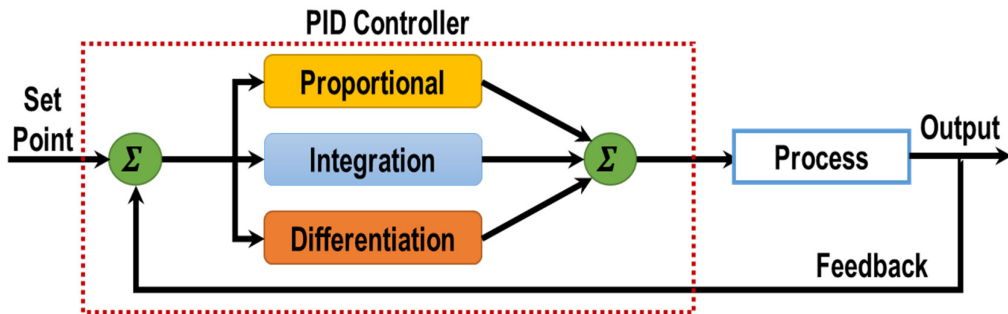 PID Controller
Proportional
Set
Point
Σ
Integration
Σ
Process
Output
Differentiation
Feedback